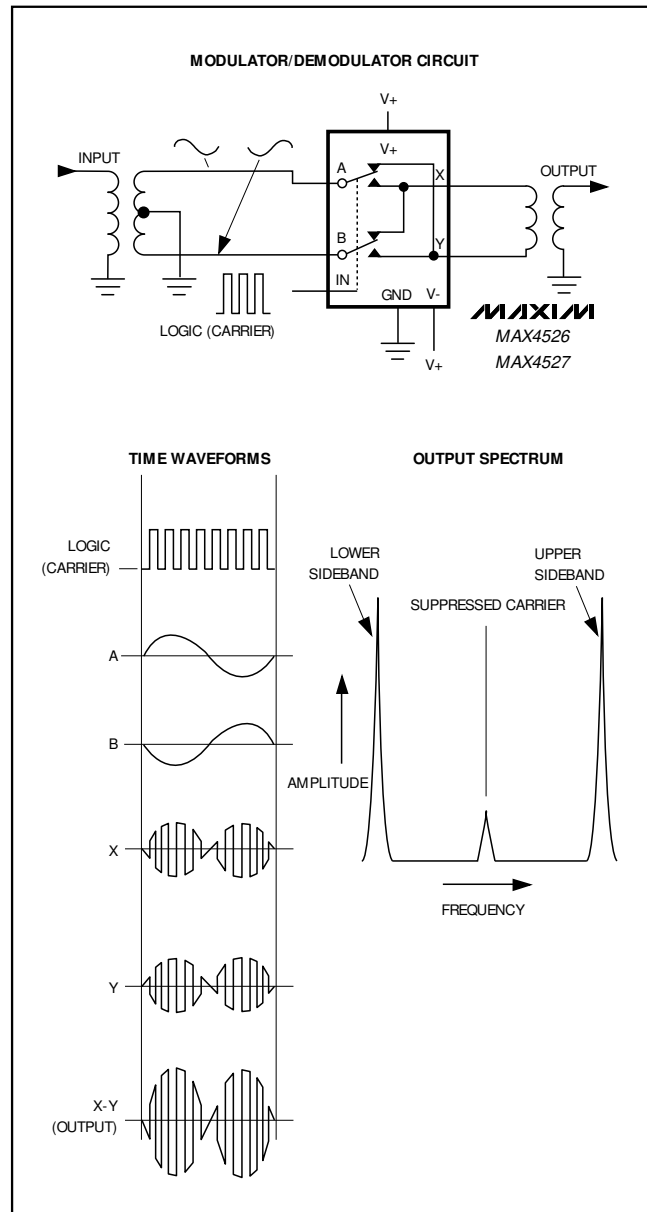 MODULATOR/DEMODULATOR CIRCUIT
V+
V+
INPUT
A
X
OUTPUT
B
Y
IN
GND V-
LOGIC (CARRIER)
MAXIM
MAX4526
MAX4527
V+
TIME WAVEFORMS
OUTPUT SPECTRUM
LOGIC
(CARRIER)
A
B
X
Y
X-Y
(OUTPUT)
LOWER
SIDEBAND
UPPER
SIDEBAND
SUPPRESSED CARRIER
AMPLITUDE
FREQUENCY